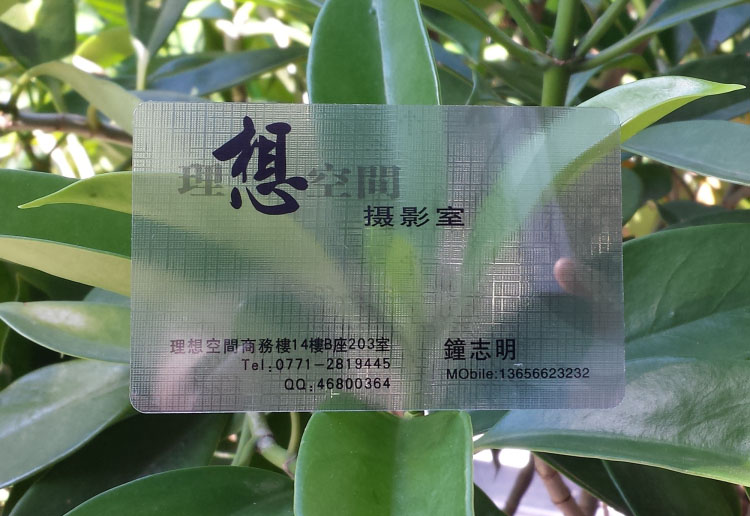 理想空間
摄影室
理想空間商務樓14樓B座203室
Tel:0771-2819445
QQ:46800364
鐘志明
MObile:13656623232